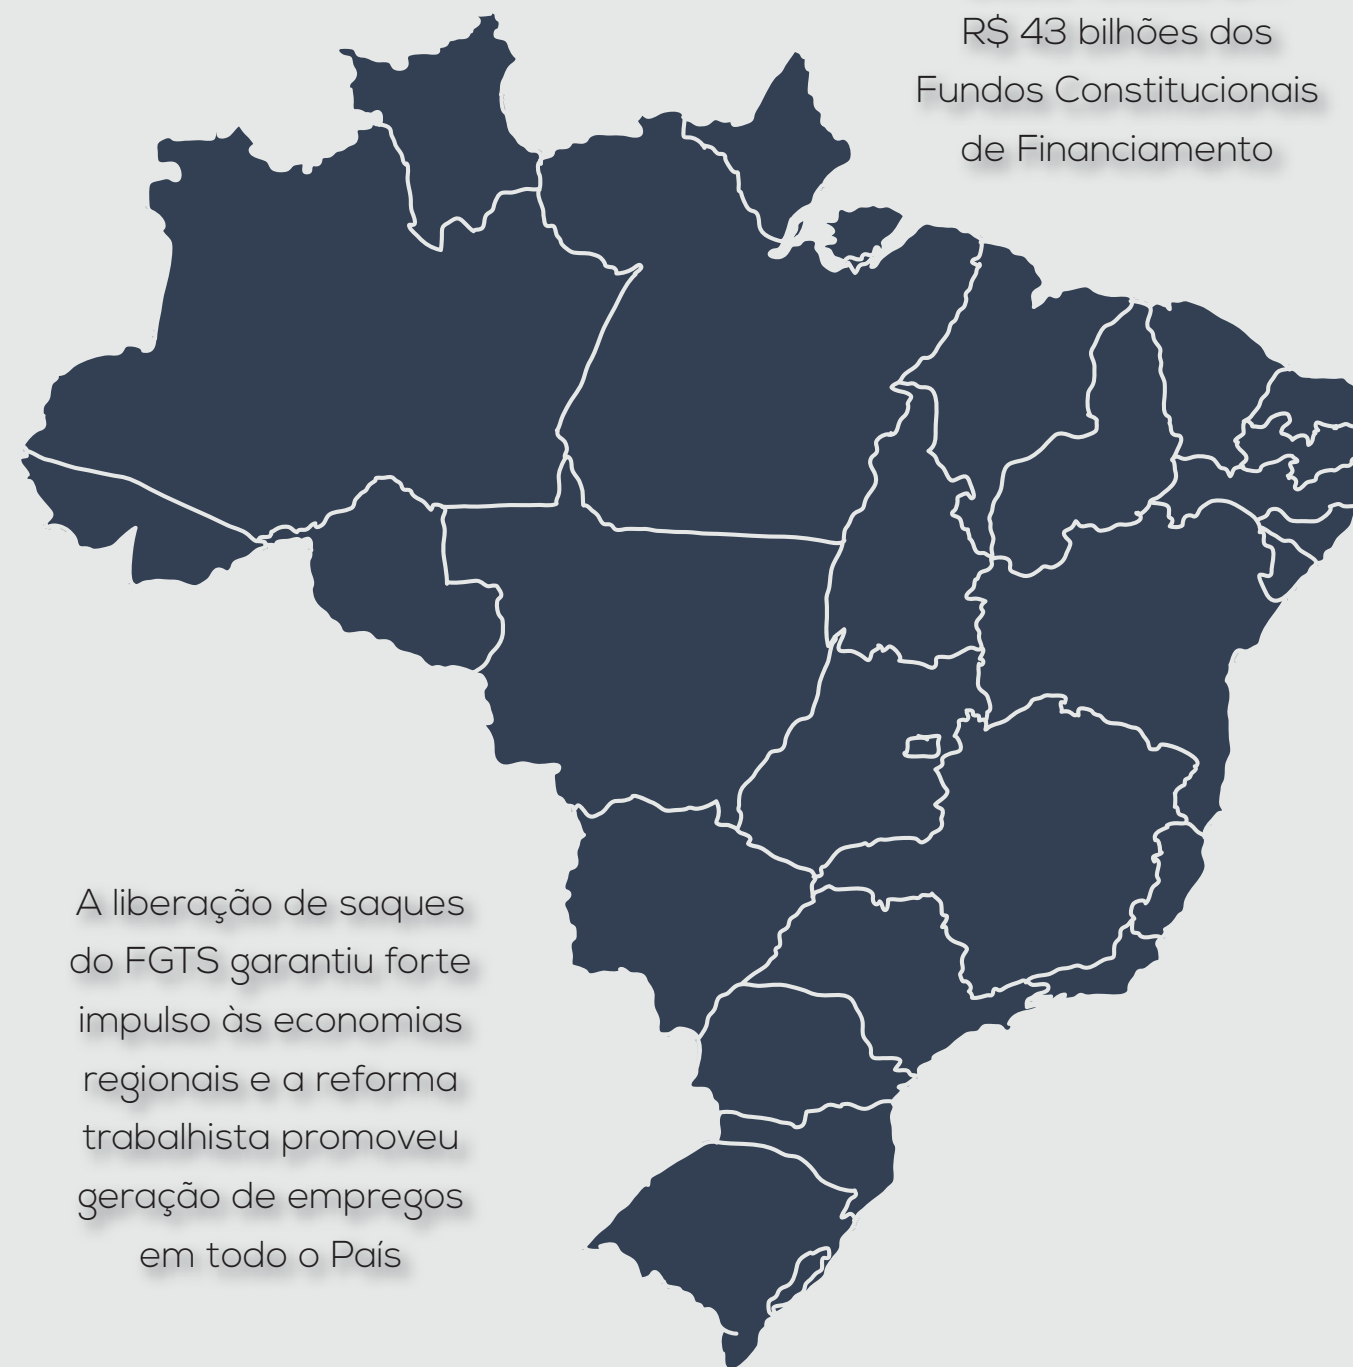 R$ 43 bilhões dos
Fundos Constitucionais
de Financiamento
A liberação de saques
do FGTS garantiu forte
impulso às economias
regionais e a reforma
trabalhista promoveu
geração de empregos
em todo o País